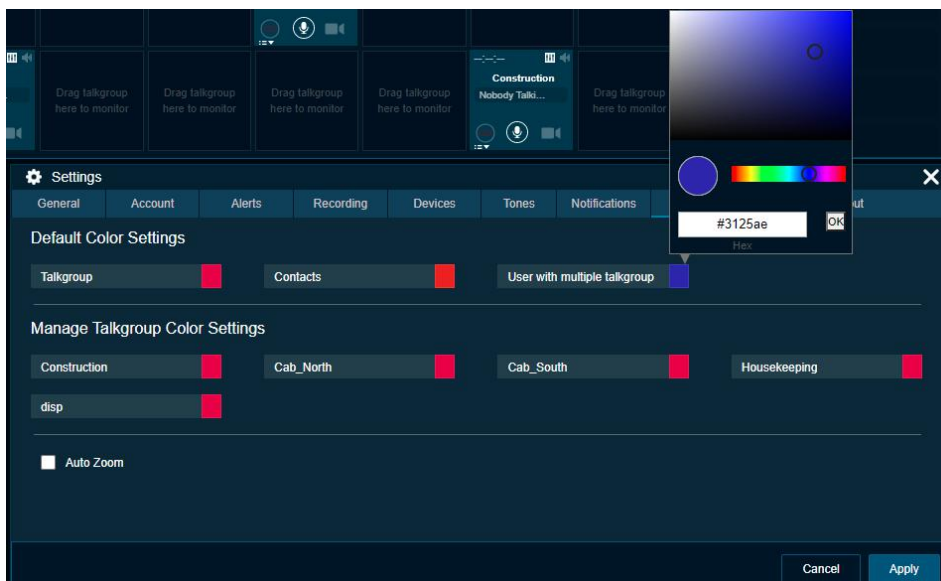 –:–:–
Construction
Drag talkgroup
here to monitor
Drag talkgroup
here to monitor
Drag talkgroup
here to monitor
Drag talkgroup
here to monitor
Nobody Talki...
Drag talkgroup
here to monitor
Settings
General Account Alerts Recording Devices Tones Notifications
#3125ae OK
Hex
Default Color Settings
Talkgroup Contacts User with multiple talkgroup
Manage Talkgroup Color Settings
Construction Cab_North Cab_South Housekeeping
disp
Auto Zoom
Cancel Apply